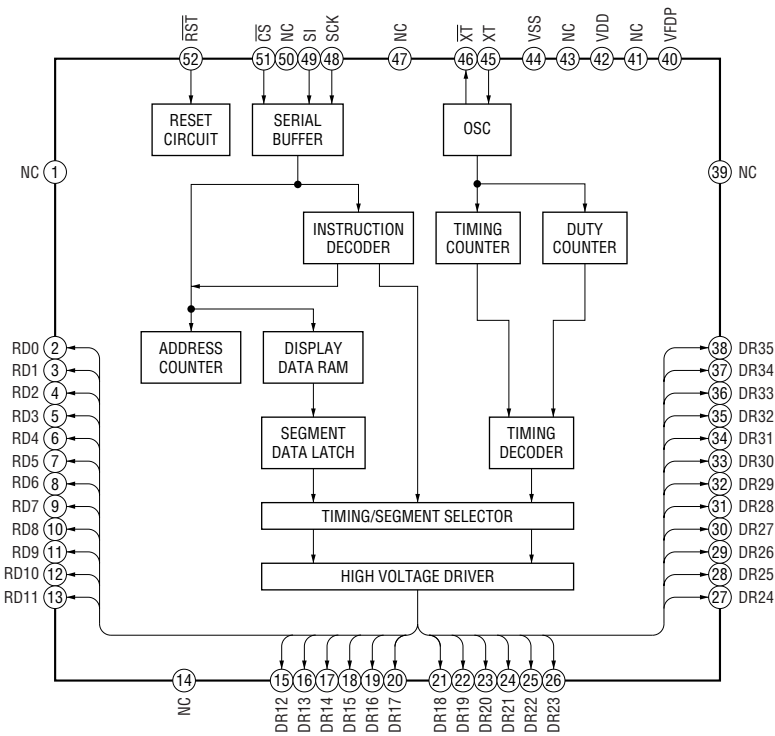 RST
CS
NC
SI
SCK
NC
XT
XT
VSS
NC
VDD
NC
VFDP
52
51
50
49
48
47
46
45
44
43
42
41
40
RESET
CIRCUIT
SERIAL
BUFFER
OSC
NC 1
39 NC
INSTRUCTION
DECODER
TIMING
COUNTER
DUTY
COUNTER
ADDRESS
COUNTER
DISPLAY
DATA RAM
SEGMENT
DATA LATCH
TIMING
DECODER
TIMING/SEGMENT SELECTOR
HIGH VOLTAGE DRIVER
RD0 2
RD1 3
RD2 4
RD3 5
RD4 6
RD5 7
RD6 8
RD7 9
RD8 10
RD9 11
RD10 12
RD11 13
38 DR35
37 DR34
36 DR33
35 DR32
34 DR31
33 DR30
32 DR29
31 DR28
30 DR27
29 DR26
28 DR25
27 DR24
14
15
16
17
18
19
20
21
22
23
24
25
26
NC
DR12
DR13
DR14
DR15
DR16
DR17
DR18
DR19
DR20
DR21
DR22
DR23